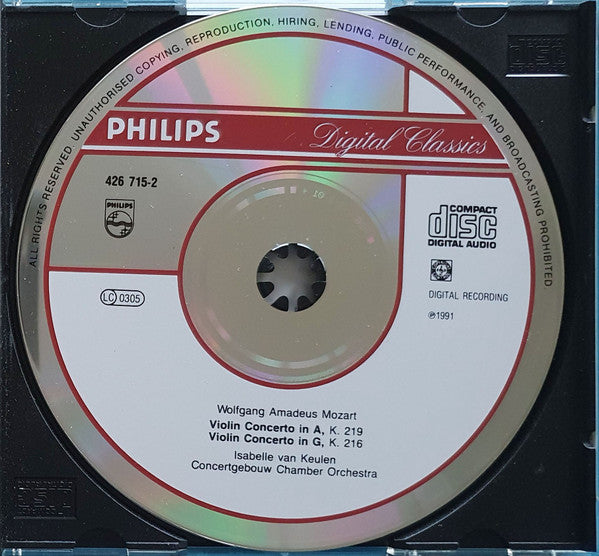 ALL RIGHTS RESERVED. UNAUTHORISED COPYING, REPRODUCTION, HIRING, LENDING, PUBLIC PERFORMANCE, AND BROADCASTING PROHIBITED.
PHILIPS
Digital Classics
426 715-2
PHILIPS
COMPACT
disc
DIGITAL AUDIO
LC 0305
DIGITAL RECORDING
℗1991
Wolfgang Amadeus Mozart
Violin Concerto in A, K. 219
Violin Concerto in G, K. 216
Isabelle van Keulen
Concertgebouw Chamber Orchestra